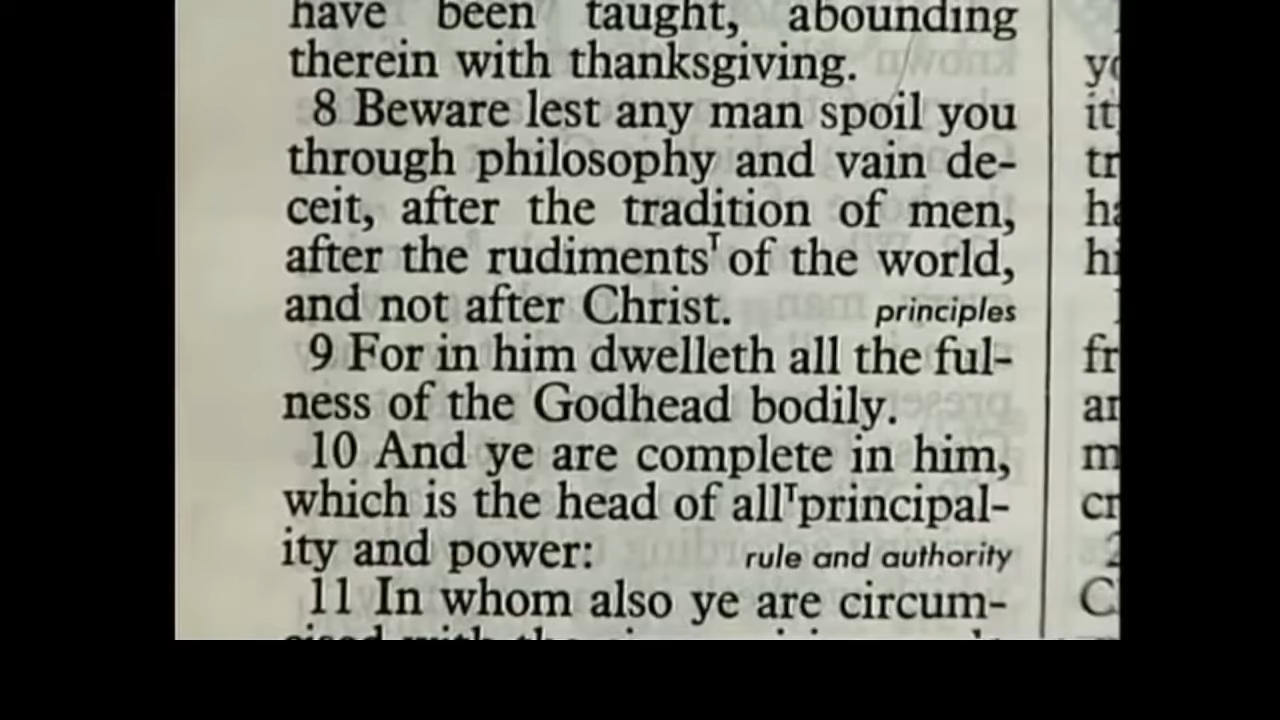 have been taught, abounding
therein with thanksgiving.
8 Beware lest any man spoil you
through philosophy and vain de-
ceit, after the tradition of men,
after the rudimentsᵀ of the world,
and not after Christ. principles
9 For in him dwelleth all the ful-
ness of the Godhead bodily.
10 And ye are complete in him,
which is the head of allᵀprincipal-
ity and power: rule and authority
11 In whom also ye are circum-